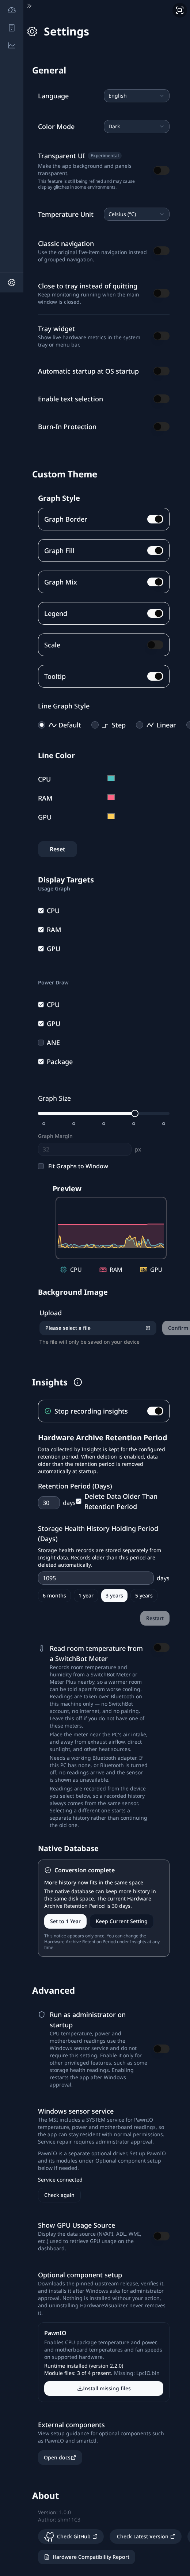 Settings
General
Language
English
Color Mode
Dark
Transparent UI
Experimental
Make the app background and panels
transparent.
This feature is still being refined and may cause
display glitches in some environments.
Temperature Unit
Celsius (°C)
Classic navigation
Use the original five-item navigation instead
of grouped navigation.
Close to tray instead of quitting
Keep monitoring running when the main
window is closed.
Tray widget
Show live hardware metrics in the system
tray or menu bar.
Automatic startup at OS startup
Enable text selection
Burn-In Protection
Custom Theme
Graph Style
Graph Border
Graph Fill
Graph Mix
Legend
Scale
Tooltip
Line Graph Style
Default
Step
Linear
Line Color
CPU
RAM
GPU
Reset
Display Targets
Usage Graph
CPU
RAM
GPU
Power Draw
CPU
GPU
ANE
Package
Graph Size
Graph Margin
32
px
Fit Graphs to Window
Preview
CPU
RAM
GPU
Background Image
Upload
Please select a file
Confirm
The file will only be saved on your device
Insights
Stop recording insights
Hardware Archive Retention Period
Data collected by Insights is kept for the configured
retention period. When deletion is enabled, data
older than the retention period is removed
automatically at startup.
Retention Period (Days)
30
days
Delete Data Older Than
Retention Period
Storage Health History Holding Period
(Days)
Storage health records are stored separately from
Insight data. Records older than this period are
deleted automatically.
1095
days
6 months
1 year
3 years
5 years
Restart
Read room temperature from
a SwitchBot Meter
Records room temperature
and humidity from a SwitchBot Meter or
Meter Plus nearby, so a warmer room
can be told apart from worse cooling.
Readings are taken over Bluetooth on
this machine only — no SwitchBot
account, no internet, and no pairing.
Leave this off if you do not have one of
these meters.
Place the meter near the PC's air intake,
and away from exhaust airflow, direct
sunlight, and other heat sources.
Needs a working Bluetooth adapter. If
this PC has none, or Bluetooth is turned
off, no readings arrive and the sensor
is shown as unavailable.
Readings are recorded from the device
you select below, so a recorded history
always comes from the same sensor.
Selecting a different one starts a
separate history rather than continuing
the old one.
Native Database
Conversion complete
More history now fits in the same space
The native database can keep more history in
the same disk space. The current Hardware
Archive Retention Period is 30 days.
Set to 1 Year
Keep Current Setting
This notice appears only once. You can change the
Hardware Archive Retention Period under Insights at any
time.
Advanced
Run as administrator on
startup
CPU temperature, power and
motherboard readings use the
Windows sensor service and do not
require this setting. Enable it only for
other privileged features, such as some
storage health readings. Enabling
restarts the app after Windows
approval.
Windows sensor service
The MSI includes a SYSTEM service for PawnIO
temperature, power and motherboard readings, so
the app can stay resident with normal permissions.
Service repair requires administrator approval.
PawnIO is a separate optional driver. Set up PawnIO
and its modules under Optional component setup
below if needed.
Service connected
Check again
Show GPU Usage Source
Display the data source (NVAPI, ADL, WMI,
etc.) used to retrieve GPU usage on the
dashboard.
Optional component setup
Downloads the pinned upstream release, verifies it,
and installs it after Windows asks for administrator
approval. Nothing is installed without your action,
and uninstalling HardwareVisualizer never removes
it.
PawnIO
Enables CPU package temperature and power,
and motherboard temperatures and fan speeds
on supported hardware.
Runtime installed (version 2.2.0)
Module files: 3 of 4 present. Missing: LpcIO.bin
Install missing files
External components
View setup guidance for optional components such
as PawnIO and smartctl.
Open docs
About
Version: 1.0.0
Author: shm11C3
Check GitHub
Check Latest Version
Hardware Compatibility Report